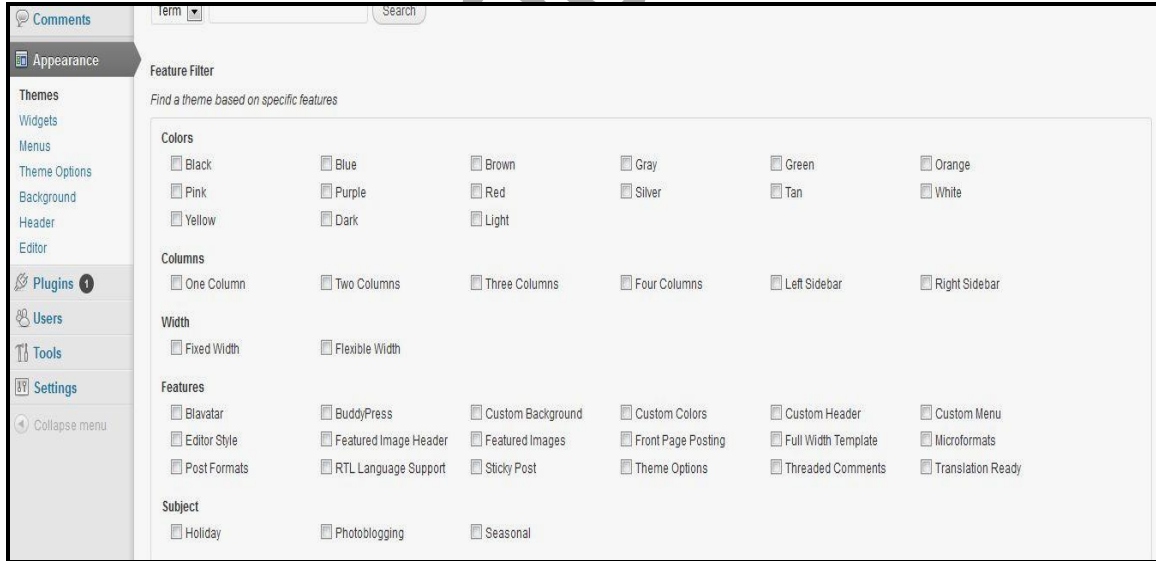 Comments
Appearance
Themes
Widgets
Menus
Theme Options
Background
Header
Editor
Plugins 1
Users
Tools
Settings
Collapse menu
Term Search
Feature Filter
Find a theme based on specific features
Colors
Black Blue Brown Gray Green Orange
Pink Purple Red Silver Tan White
Yellow Dark Light
Columns
One Column Two Columns Three Columns Four Columns Left Sidebar Right Sidebar
Width
Fixed Width Flexible Width
Features
Blavatar BuddyPress Custom Background Custom Colors Custom Header Custom Menu
Editor Style Featured Image Header Featured Images Front Page Posting Full Width Template Microformats
Post Formats RTL Language Support Sticky Post Theme Options Threaded Comments Translation Ready
Subject
Holiday Photoblogging Seasonal